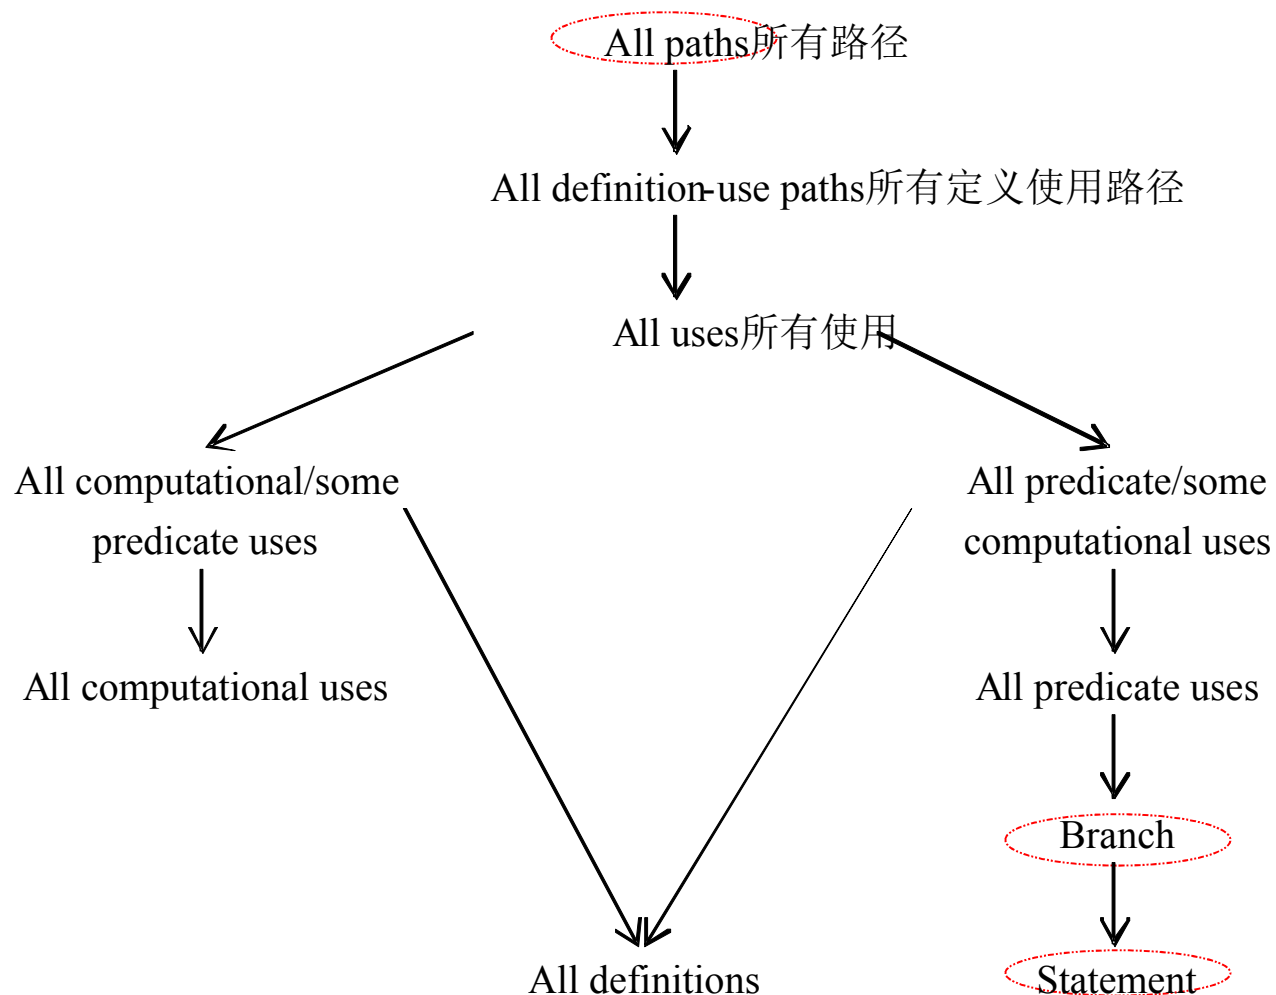 All paths所有路径
All definition-use paths所有定义使用路径
All uses所有使用
All computational/some
predicate uses
All predicate/some
computational uses
All computational uses
All predicate uses
Branch
All definitions
Statement